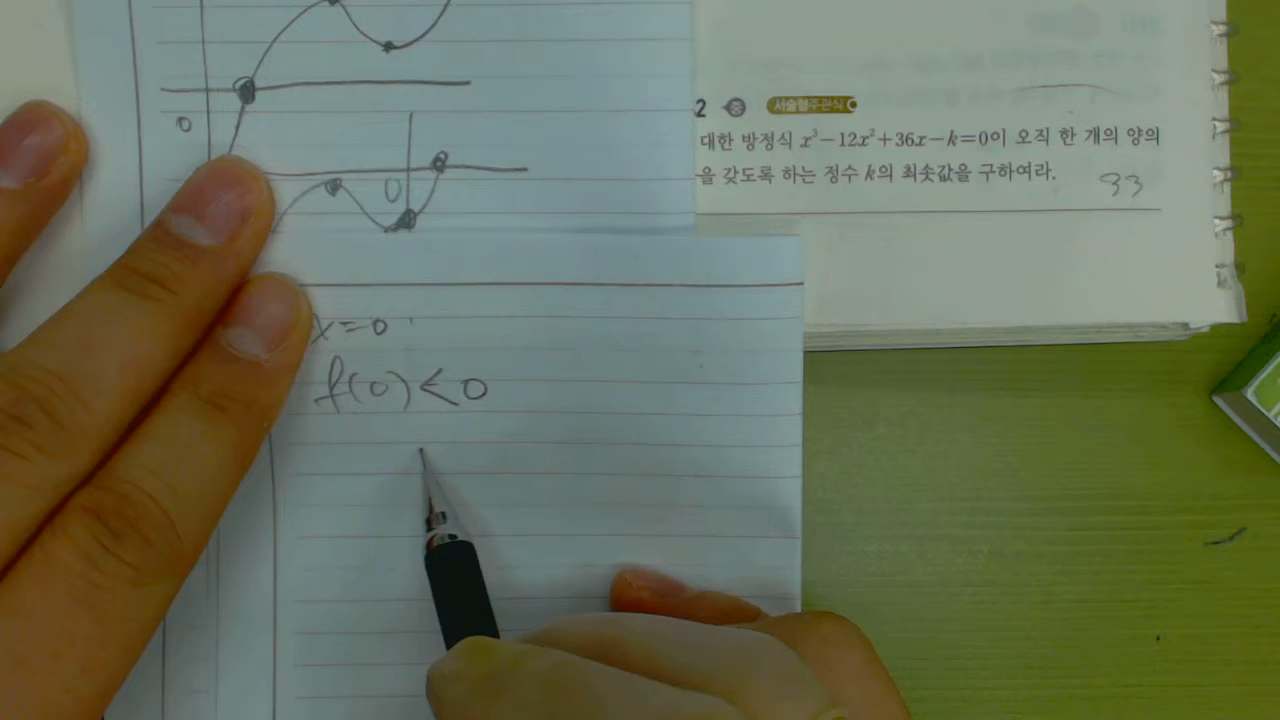 0
0
2 중 서술형 주관식
대한 방정식 x³−12x²+36x−k=0이 오직 한 개의 양의
을 갖도록 하는 정수 k의 최솟값을 구하여라.
33
x=0
f(0)<0